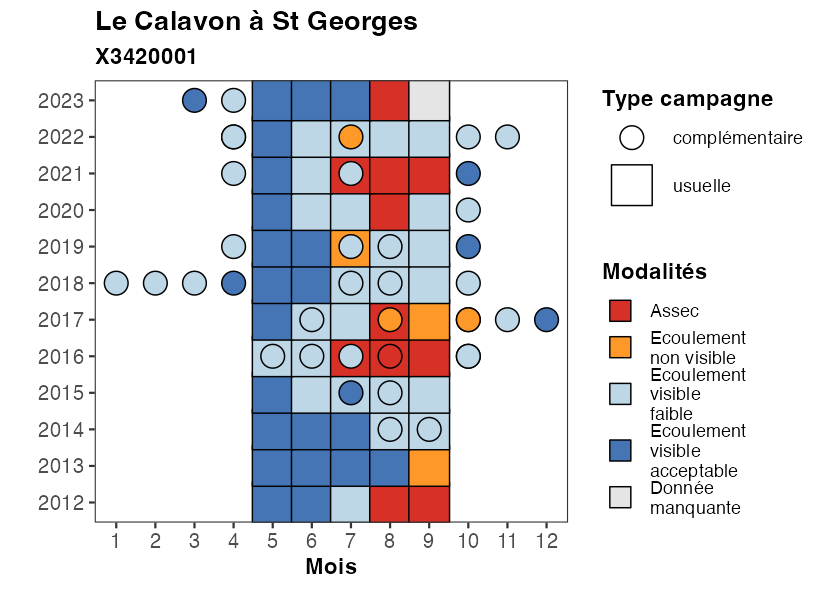 Le Calavon à St Georges
X3420001
2023
2022
2021
2020
2019
2018
2017
2016
2015
2014
2013
2012
1 2 3 4 5 6 7 8 9 10 11 12
Mois
Type campagne
complémentaire
usuelle
Modalités
Assec
Ecoulement
non visible
Ecoulement
visible
faible
Ecoulement
visible
acceptable
Donnée
manquante